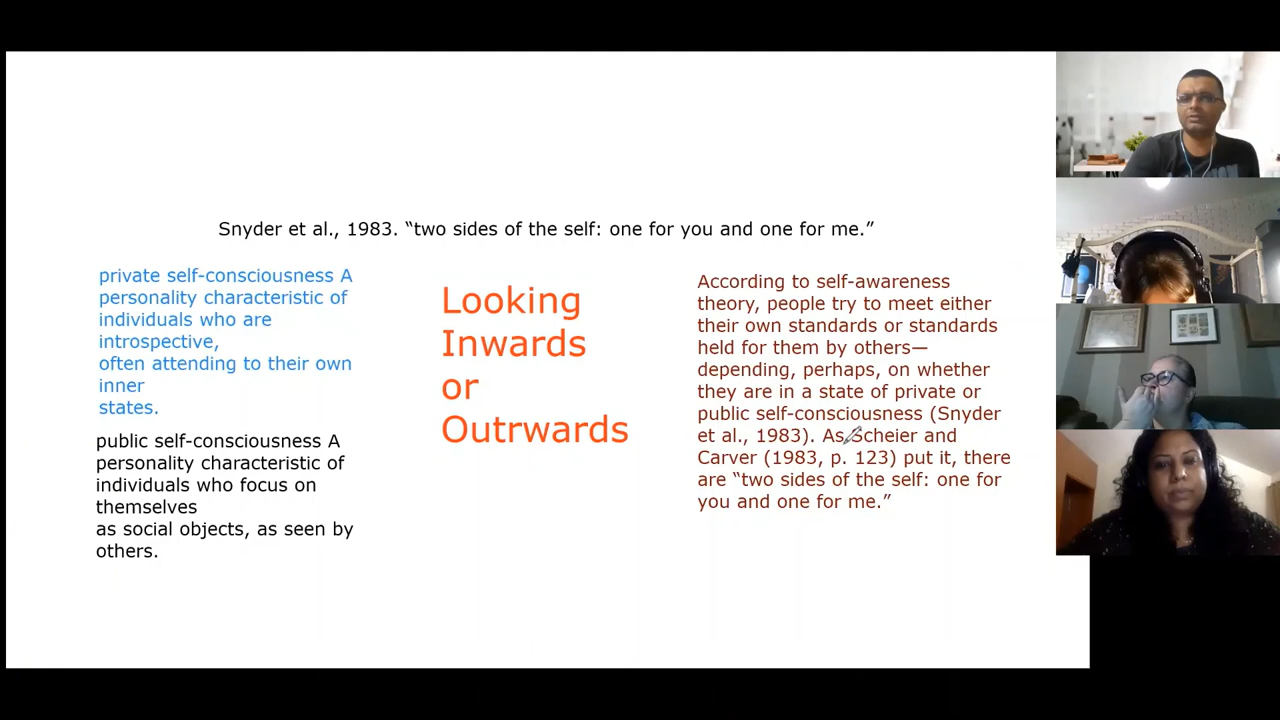 Snyder et al., 1983. “two sides of the self: one for you and one for me.”
private self-consciousness A
personality characteristic of
individuals who are
introspective,
often attending to their own
inner
states.
public self-consciousness A
personality characteristic of
individuals who focus on
themselves
as social objects, as seen by
others.
Looking
Inwards
or
Outrwards
According to self-awareness
theory, people try to meet either
their own standards or standards
held for them by others—
depending, perhaps, on whether
they are in a state of private or
public self-consciousness (Snyder
et al., 1983). As Scheier and
Carver (1983, p. 123) put it, there
are “two sides of the self: one for
you and one for me.”